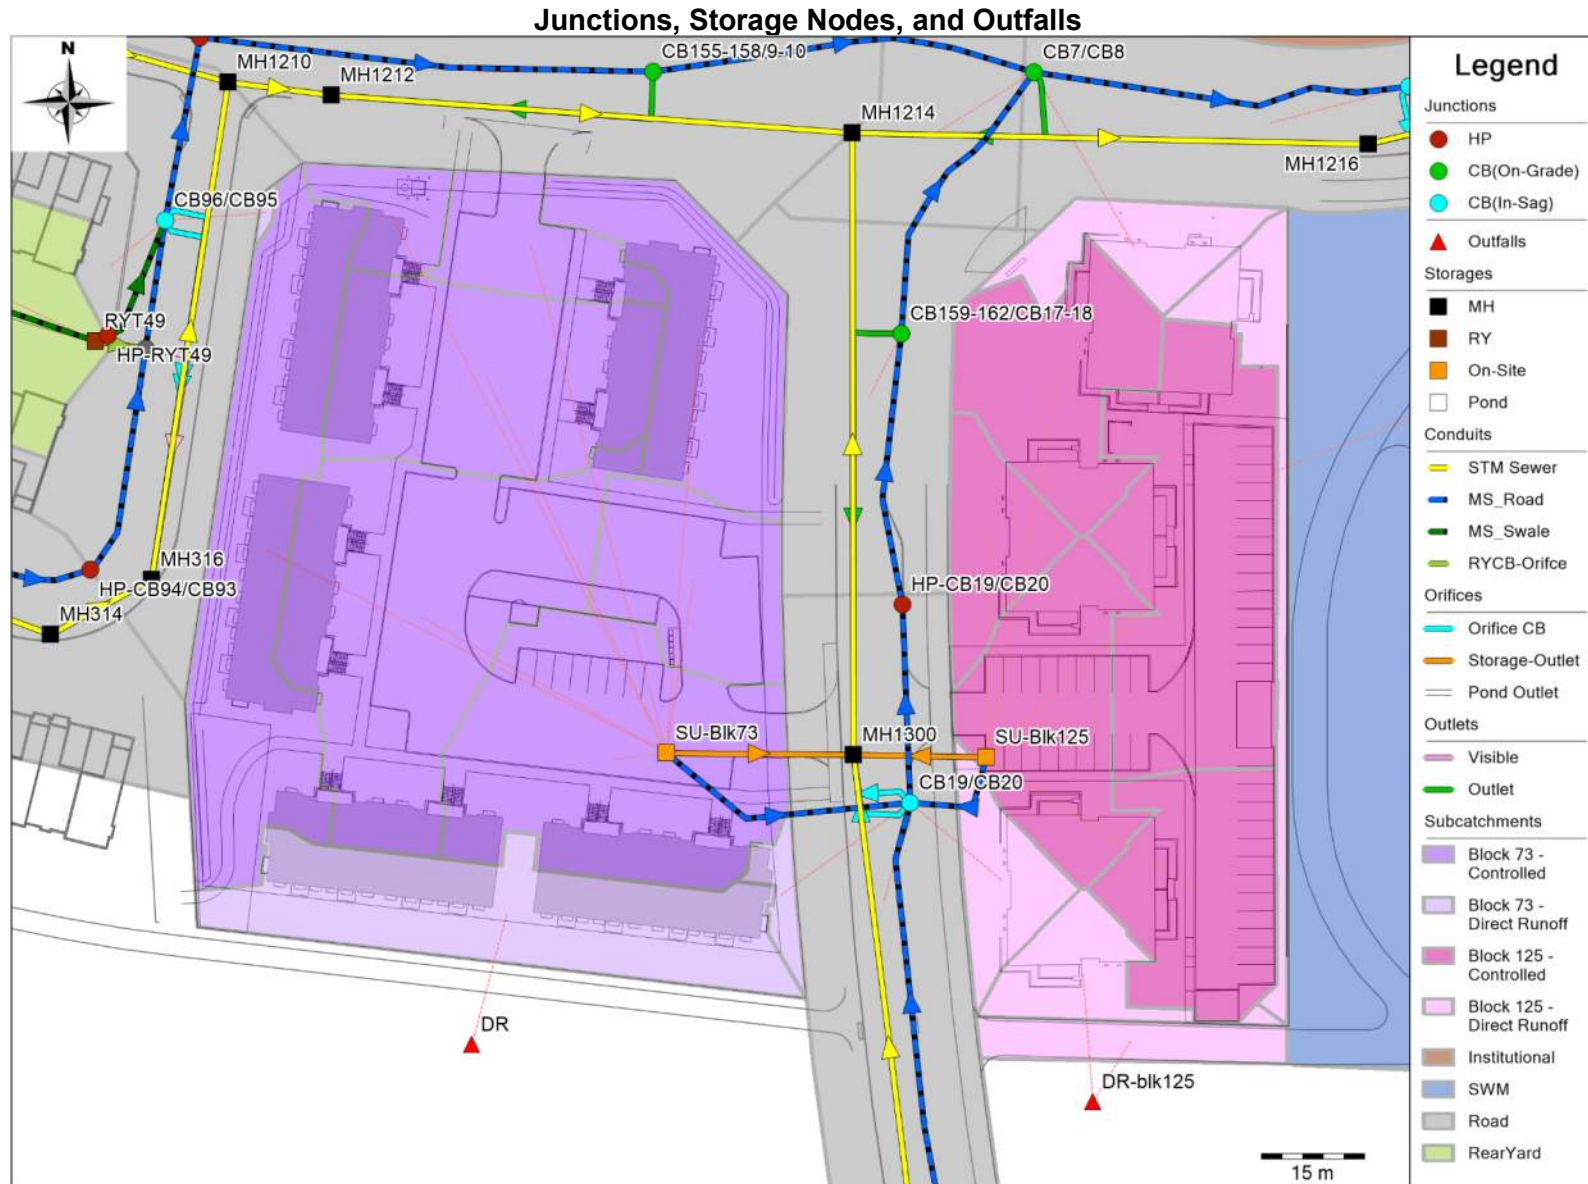 Junctions, Storage Nodes, and Outfalls
N
MH1210
MH1212
CB155-158/9-10
CB7/CB8
MH1214
MH1216
CB96/CB95
RYT49
HP-RYT49
CB159-162/CB17-18
MH316
HP-CB94/CB93
MH314
HP-CB19/CB20
SU-Blk73
MH1300
SU-Blk125
CB19/CB20
DR
DR-blk125
15 m
Legend
Junctions
HP
CB(On-Grade)
CB(In-Sag)
Outfalls
Storages
MH
RY
On-Site
Pond
Conduits
STM Sewer
MS_Road
MS_Swale
RYCB-Orifce
Orifices
Orifice CB
Storage-Outlet
Pond Outlet
Outlets
Visible
Outlet
Subcatchments
Block 73 -
Controlled
Block 73 -
Direct Runoff
Block 125 -
Controlled
Block 125 -
Direct Runoff
Institutional
SWM
Road
RearYard